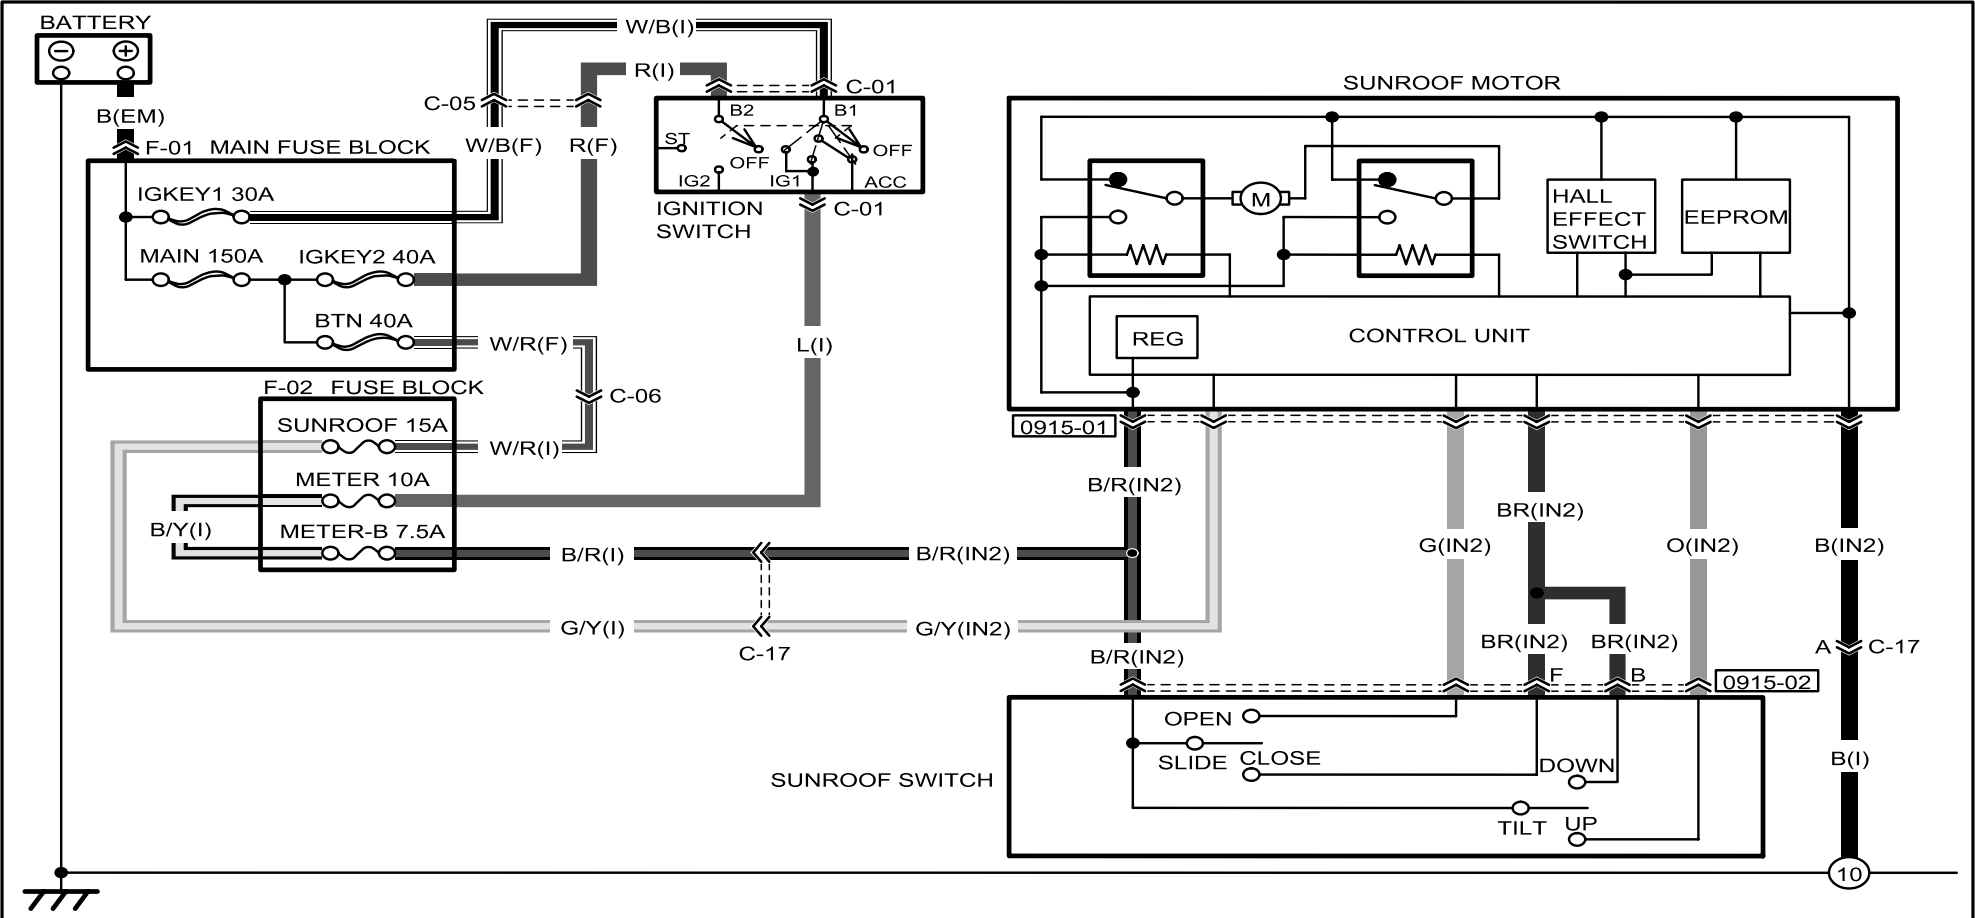 BATTERY
W/B(I)
R(I)
C-01
C-05
B(EM)
F-01 MAIN FUSE BLOCK
W/B(F)
R(F)
B2
B1
ST
OFF
OFF
IG2
IG1
ACC
IGNITION
SWITCH
C-01
IGKEY1 30A
MAIN 150A
IGKEY2 40A
BTN 40A
W/R(F)
L(I)
C-06
F-02 FUSE BLOCK
SUNROOF 15A
W/R(I)
METER 10A
B/Y(I)
METER-B 7.5A
B/R(I)
B/R(IN2)
G/Y(I)
G/Y(IN2)
C-17
SUNROOF MOTOR
M
HALL
EFFECT
SWITCH
EEPROM
REG
CONTROL UNIT
0915-01
B/R(IN2)
BR(IN2)
G(IN2)
O(IN2)
B(IN2)
B/R(IN2)
BR(IN2)
BR(IN2)
A
C-17
F
B
0915-02
OPEN
SLIDE
CLOSE
DOWN
SUNROOF SWITCH
TILT
UP
B(I)
10